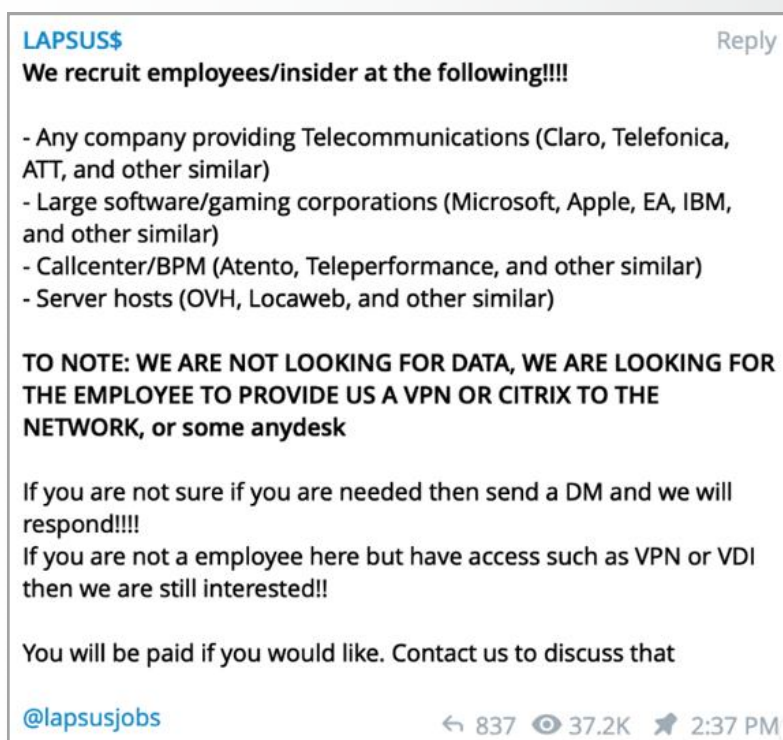 LAPSUS$ Reply
We recruit employees/insider at the following!!!!
- Any company providing Telecommunications (Claro, Telefonica,
ATT, and other similar)
- Large software/gaming corporations (Microsoft, Apple, EA, IBM,
and other similar)
- Callcenter/BPM (Atento, Teleperformance, and other similar)
- Server hosts (OVH, Locaweb, and other similar)
TO NOTE: WE ARE NOT LOOKING FOR DATA, WE ARE LOOKING FOR
THE EMPLOYEE TO PROVIDE US A VPN OR CITRIX TO THE
NETWORK, or some anydesk
If you are not sure if you are needed then send a DM and we will
respond!!!!
If you are not a employee here but have access such as VPN or VDI
then we are still interested!!
You will be paid if you would like. Contact us to discuss that
@lapsusjobs 837 37.2K 2:37 PM